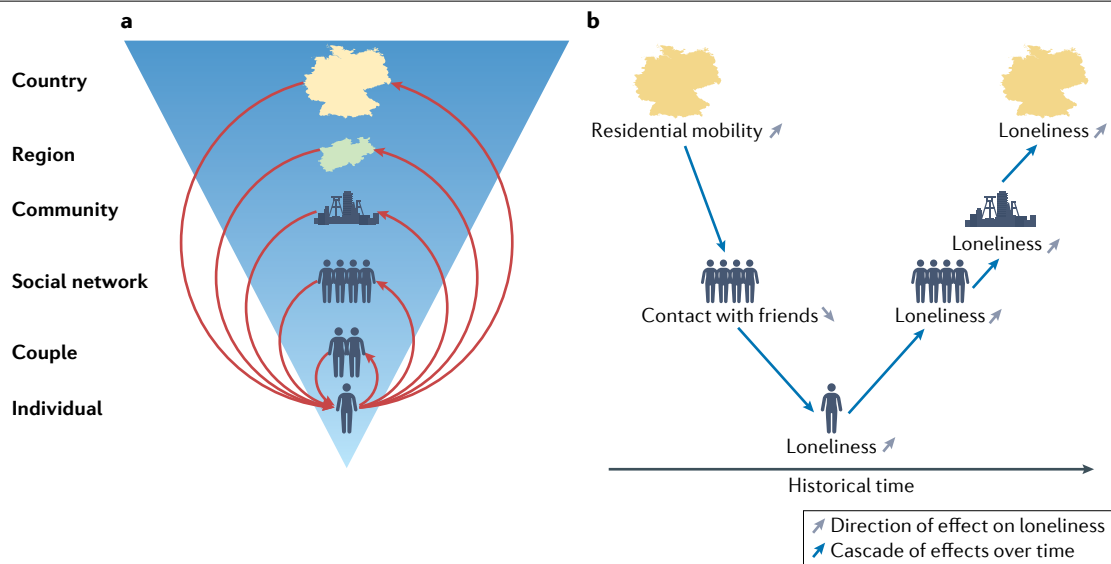 a
Country
Region
Community
Social network
Couple
Individual
b
Residential mobility
Loneliness
Loneliness
Contact with friends
Loneliness
Loneliness
Historical time
Direction of effect on loneliness
Cascade of effects over time